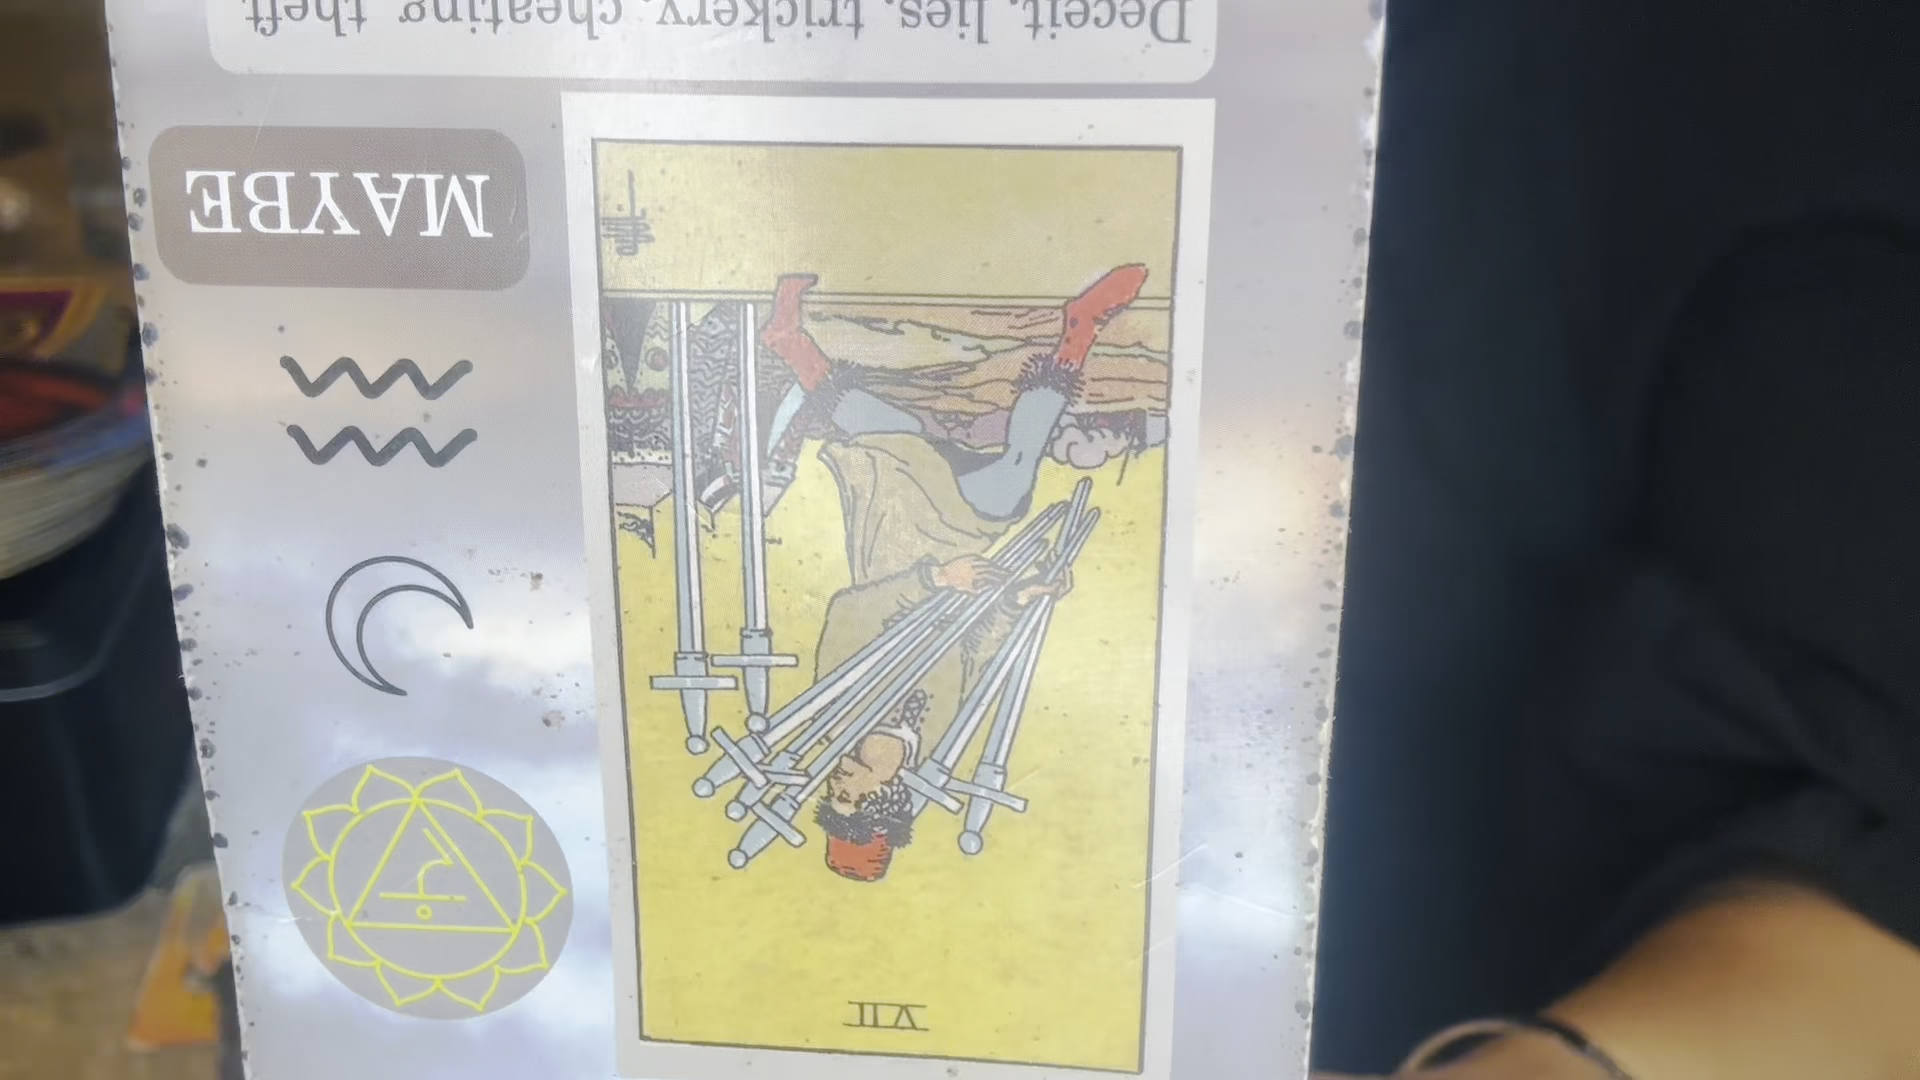 VII
MAYBE
Deceit, lies, trickery, cheating, theft